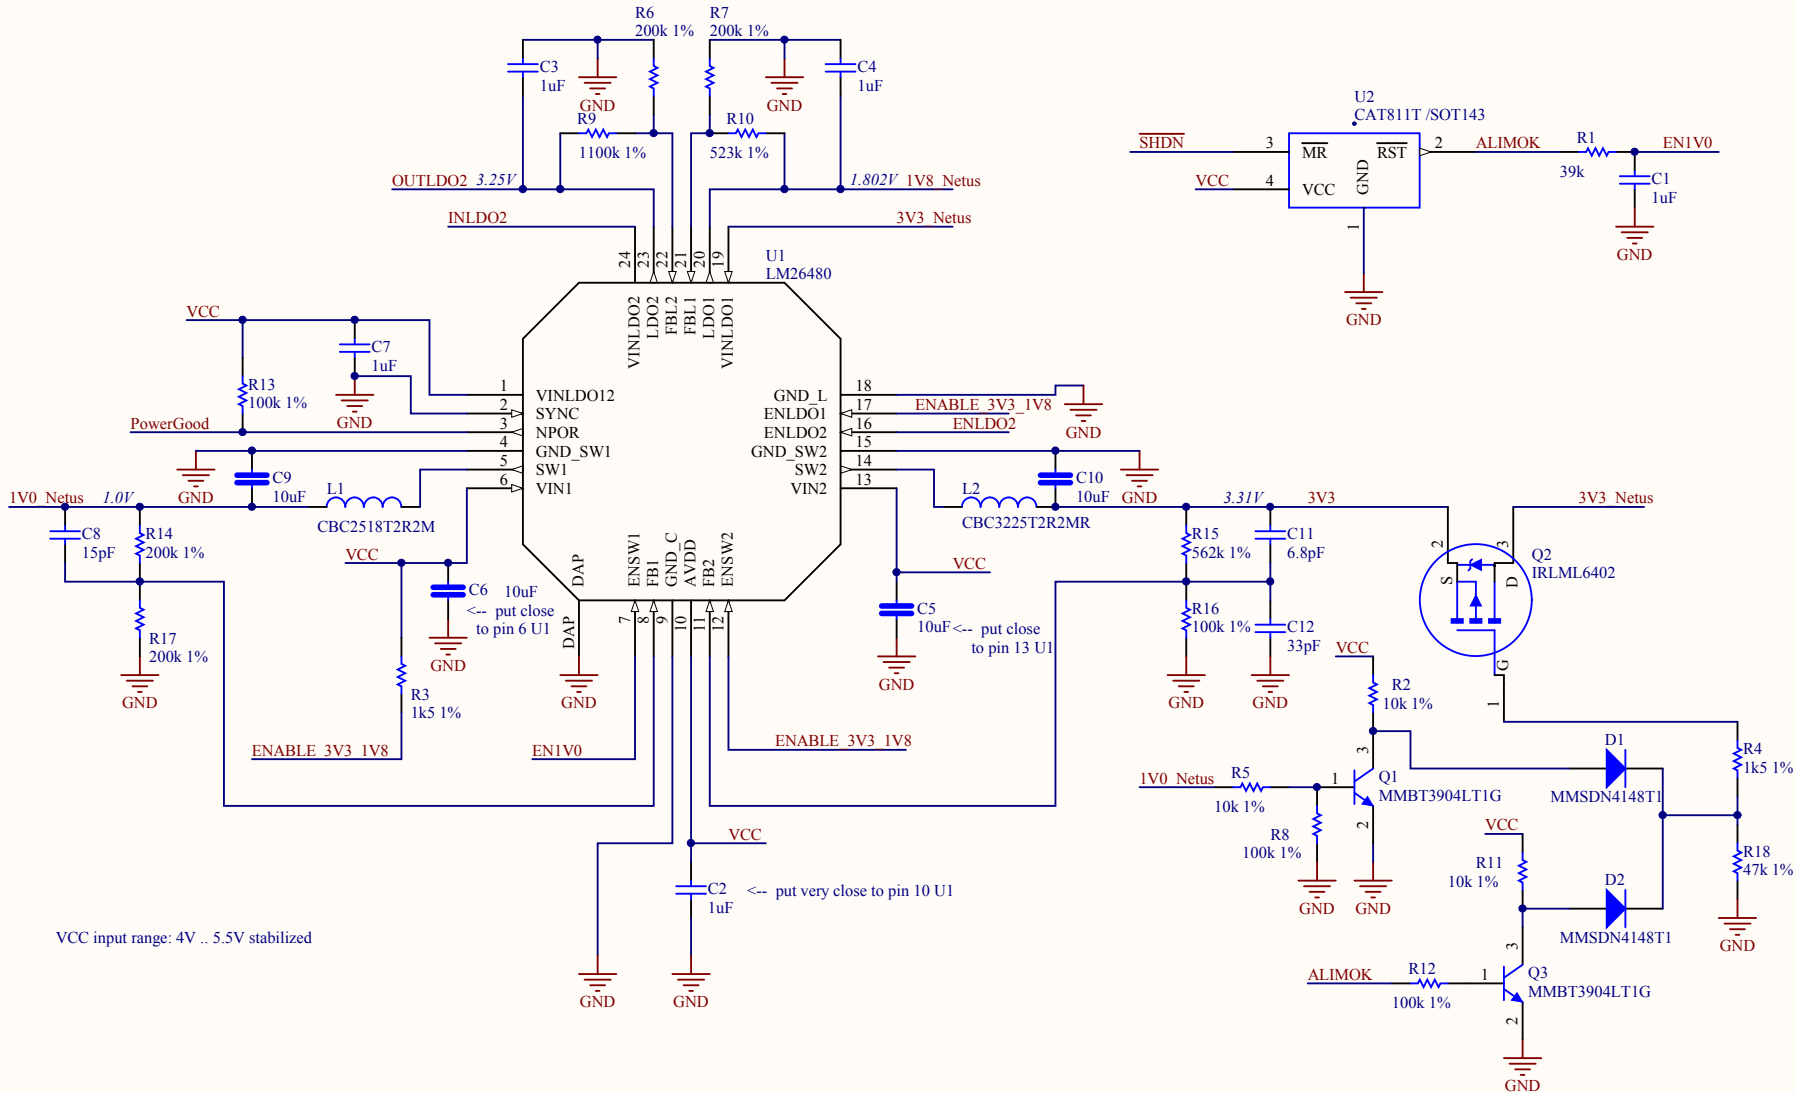 R6
200k 1%
R7
200k 1%
C3
1uF
GND
GND
C4
1uF
R9
1100k 1%
R10
523k 1%
OUTLDO2 3.25V
1.802V 1V8_Netus
INLDO2
3V3_Netus
24 23 22 21 20 19
U1
LM26480
VINLDO2
LDO2
FBL2
FBL1
LDO1
VINLDO1
U2
CAT811T /SOT143
SHDN
3
MR
RST
2
ALIMOK
R1
39k
EN1V0
VCC
4
VCC
GND
1
GND
C1
1uF
GND
VCC
C7
1uF
GND
R13
100k 1%
PowerGood
1 VINLDO12
2 SYNC
3 NPOR
4 GND_SW1
5 SW1
6 VIN1
GND_L 18
ENLDO1 17
ENLDO2 16
GND_SW2 15
SW2 14
VIN2 13
GND
ENABLE_3V3_1V8
ENLDO2
GND
C9
10uF
L1
CBC2518T2R2M
1V0_Netus 1.0V
C8
15pF
R14
200k 1%
R17
200k 1%
GND
VCC
C6 10uF
<-- put close
to pin 6 U1
GND
R3
1k5 1%
ENABLE_3V3_1V8
DAP
ENSW1
FB1
GND_C
AVDD
FB2
ENSW2
DAP
7 8 9 10 11 12
GND
EN1V0
ENABLE_3V3_1V8
VCC
C2
1uF
<-- put very close to pin 10 U1
GND
GND
C10
10uF
GND
L2
CBC3225T2R2MR
VCC
C5
10uF <-- put close
to pin 13 U1
GND
3.31V
3V3
3V3_Netus
R15
562k 1%
C11
6.8pF
R16
100k 1%
C12
33pF
GND
GND
2
3
S
D
G
1
Q2
IRLML6402
VCC
R2
10k 1%
3
1V0_Netus
R5
10k 1%
1
Q1
MMBT3904LT1G
2
R8
100k 1%
GND
GND
D1
MMSDN4148T1
R4
1k5 1%
VCC
R11
10k 1%
D2
MMSDN4148T1
R18
47k 1%
GND
ALIMOK
R12
100k 1%
1
3
Q3
MMBT3904LT1G
2
GND
VCC input range: 4V .. 5.5V stabilized